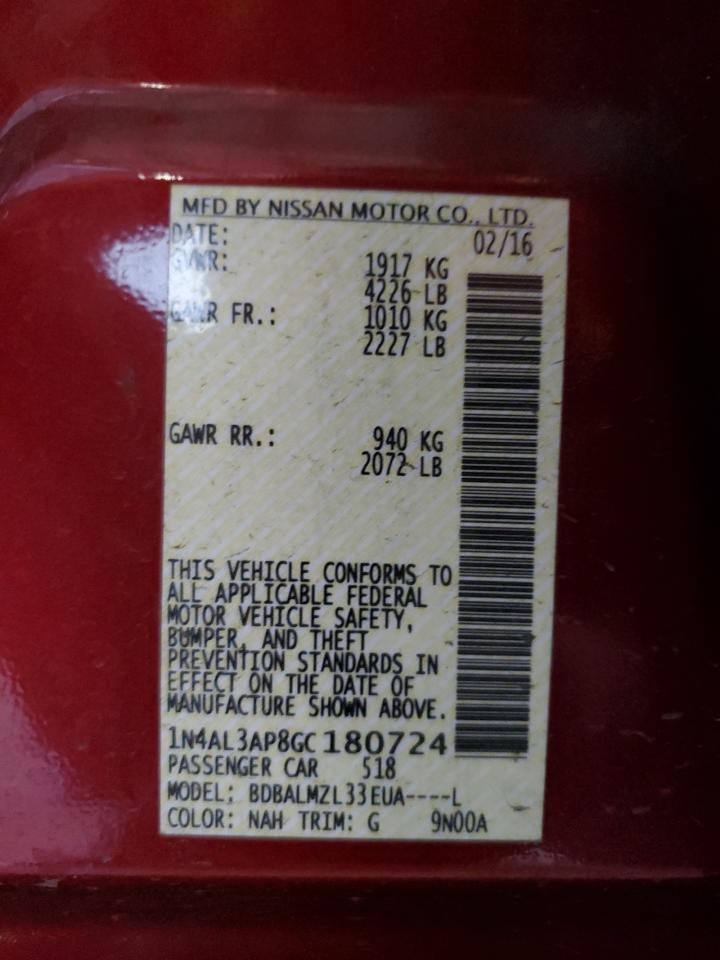 MFD BY NISSAN MOTOR CO., LTD.
DATE: 02/16
GVWR: 1917 KG
4226 LB
GAWR FR.: 1010 KG
2227 LB
GAWR RR.: 940 KG
2072 LB
THIS VEHICLE CONFORMS TO
ALL APPLICABLE FEDERAL
MOTOR VEHICLE SAFETY,
BUMPER, AND THEFT
PREVENTION STANDARDS IN
EFFECT ON THE DATE OF
MANUFACTURE SHOWN ABOVE.
1N4AL3AP8GC180724
PASSENGER CAR 518
MODEL: BDBALMZL33EUA----L
COLOR: NAH TRIM: G 9N00A